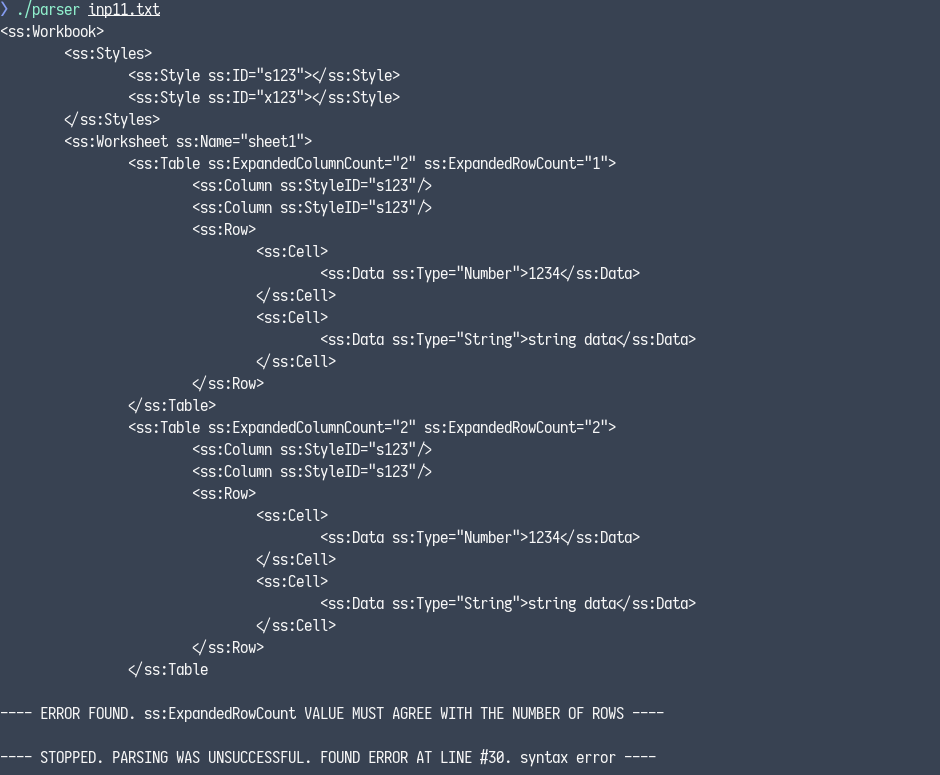 ❯ ./parser inp11.txt
<ss:Workbook>
        <ss:Styles>
                <ss:Style ss:ID="s123"></ss:Style>
                <ss:Style ss:ID="x123"></ss:Style>
        </ss:Styles>
        <ss:Worksheet ss:Name="sheet1">
                <ss:Table ss:ExpandedColumnCount="2" ss:ExpandedRowCount="1">
                        <ss:Column ss:StyleID="s123"/>
                        <ss:Column ss:StyleID="s123"/>
                        <ss:Row>
                                <ss:Cell>
                                        <ss:Data ss:Type="Number">1234</ss:Data>
                                </ss:Cell>
                                <ss:Cell>
                                        <ss:Data ss:Type="String">string data</ss:Data>
                                </ss:Cell>
                        </ss:Row>
                </ss:Table>
                <ss:Table ss:ExpandedColumnCount="2" ss:ExpandedRowCount="2">
                        <ss:Column ss:StyleID="s123"/>
                        <ss:Column ss:StyleID="s123"/>
                        <ss:Row>
                                <ss:Cell>
                                        <ss:Data ss:Type="Number">1234</ss:Data>
                                </ss:Cell>
                                <ss:Cell>
                                        <ss:Data ss:Type="String">string data</ss:Data>
                                </ss:Cell>
                        </ss:Row>
                </ss:Table

---- ERROR FOUND. ss:ExpandedRowCount VALUE MUST AGREE WITH THE NUMBER OF ROWS ----

---- STOPPED. PARSING WAS UNSUCCESSFUL. FOUND ERROR AT LINE #30. syntax error ----